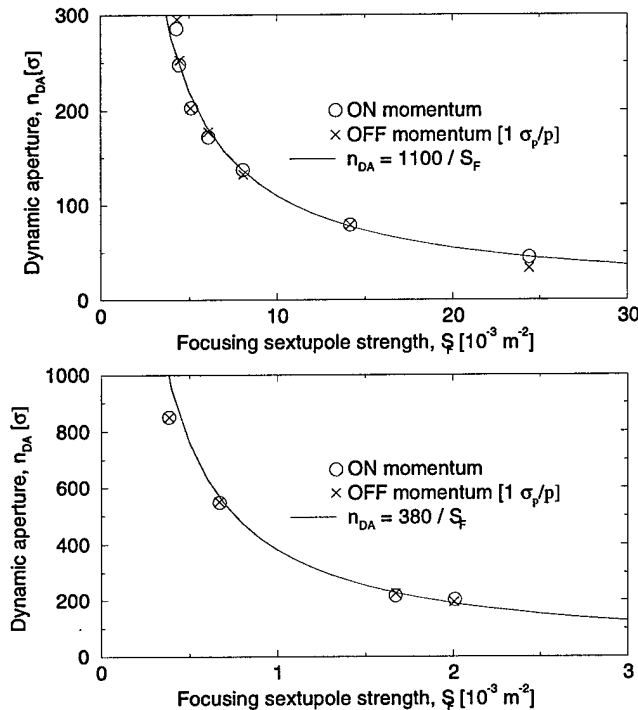 300
200
100
0
Dynamic aperture, n_DA[σ]
ON momentum
OFF momentum [1 σ_p/p]
n_DA = 1100 / S_F
0 10 20 30
Focusing sextupole strength, S_F [10^-3 m^-2]
1000
800
600
400
200
0
Dynamic aperture, n_DA [σ]
ON momentum
OFF momentum [1 σ_p/p]
n_DA = 380 / S_F
0 1 2 3
Focusing sextupole strength, S_F [10^-3 m^-2]